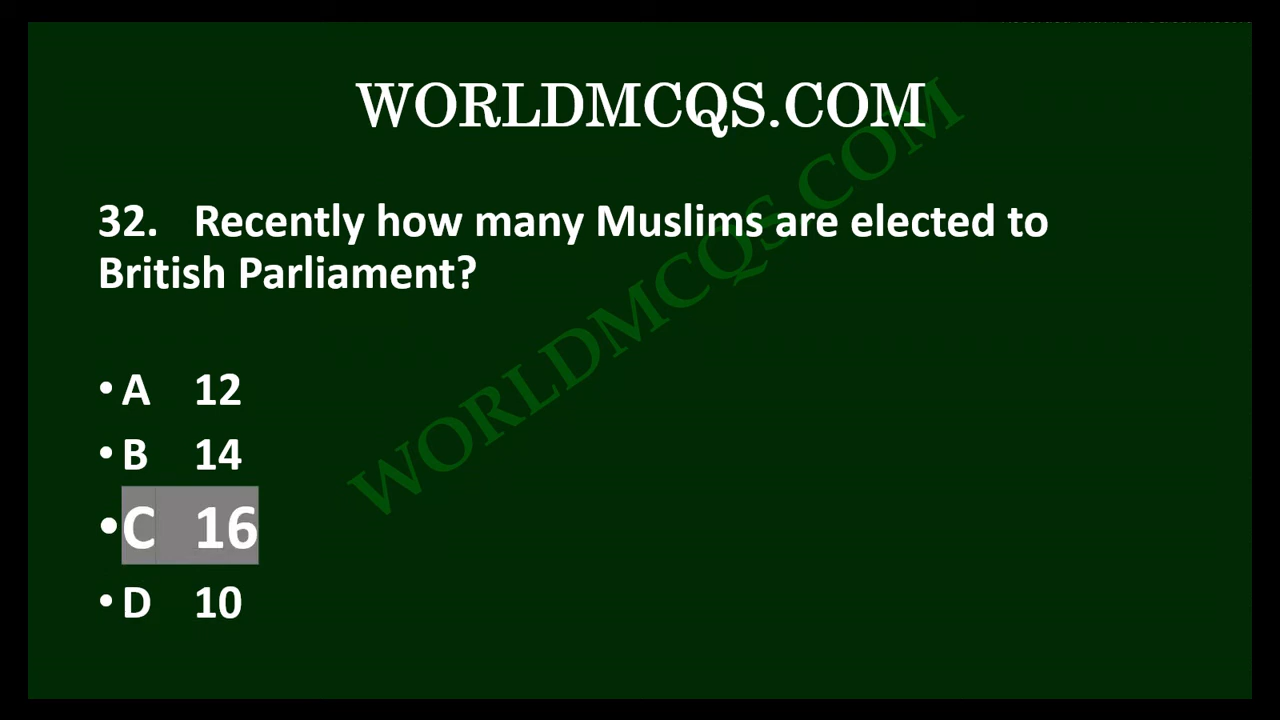 WORLDMCQS.COM
32. Recently how many Muslims are elected to
British Parliament?
• A 12
• B 14
• C 16
• D 10
WORLDMCQS.COM